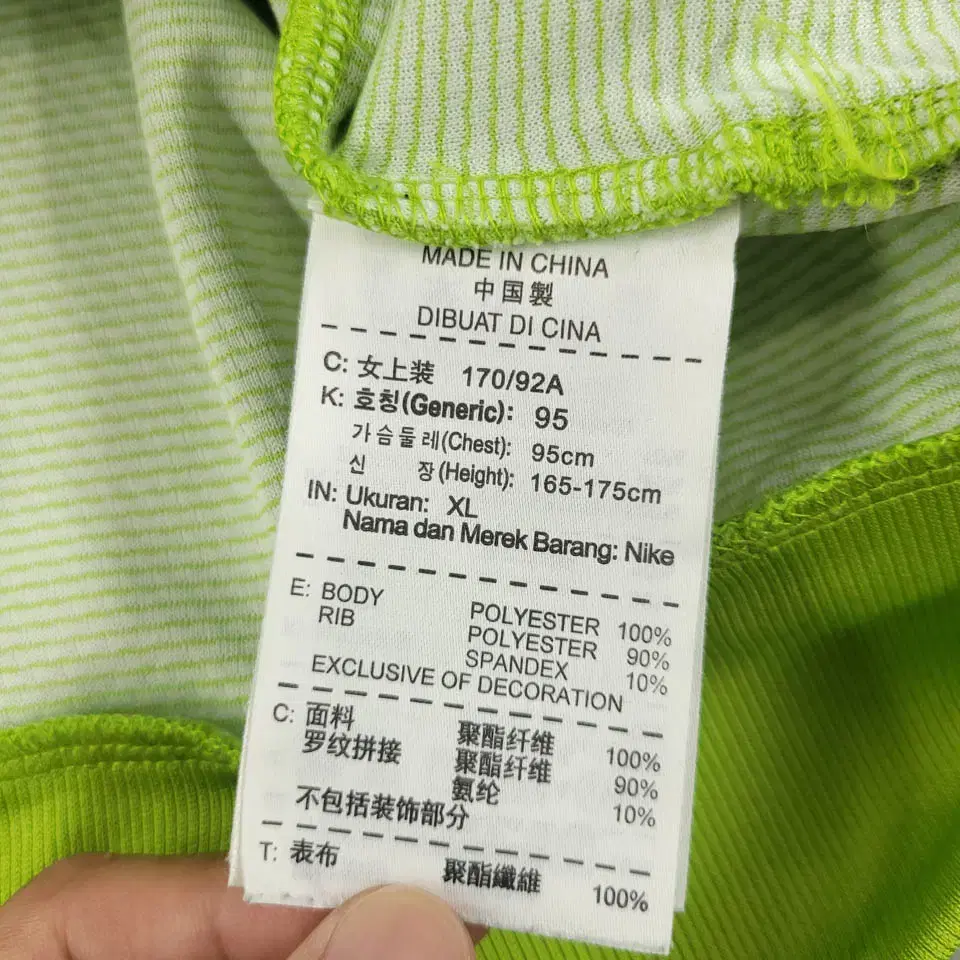 MADE IN CHINA
中国製
DIBUAT DI CINA
C: 女上装 170/92A
K: 호칭(Generic): 95
가슴둘레(Chest): 95cm
신 장(Height): 165-175cm
IN: Ukuran: XL
Nama dan Merek Barang: Nike
E: BODY POLYESTER 100%
RIB POLYESTER 90%
SPANDEX 10%
EXCLUSIVE OF DECORATION
C: 面料 聚酯纤维 100%
罗纹拼接 聚酯纤维 90%
氨纶 10%
不包括装饰部分
T: 表布 聚酯纖維 100%